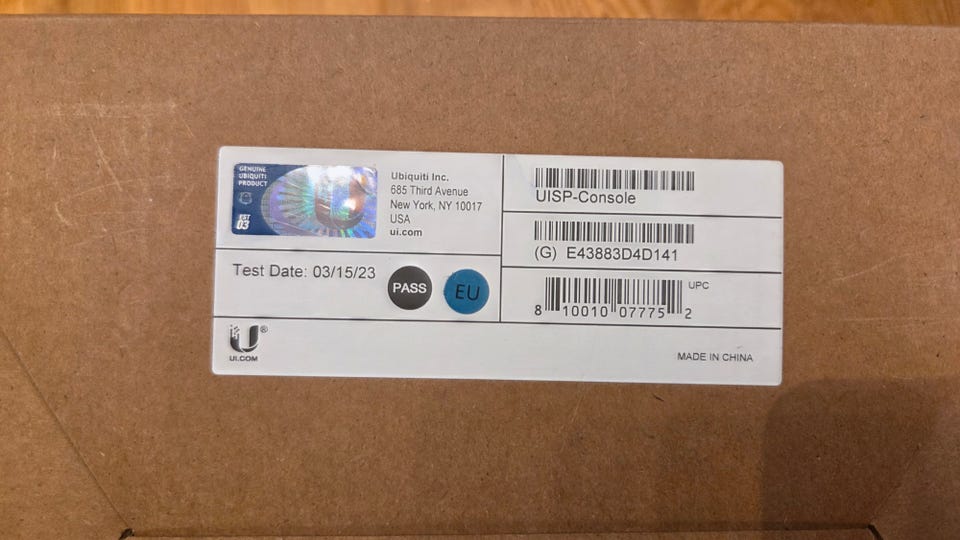 GENUINE
UBIQUITI
PRODUCT
EST
03
Ubiquiti Inc.
685 Third Avenue
New York, NY 10017
USA
ui.com
Test Date: 03/15/23
PASS
EU
U®
UI.COM
UISP-Console
(G) E43883D4D141
UPC
8 10010 07775 2
MADE IN CHINA